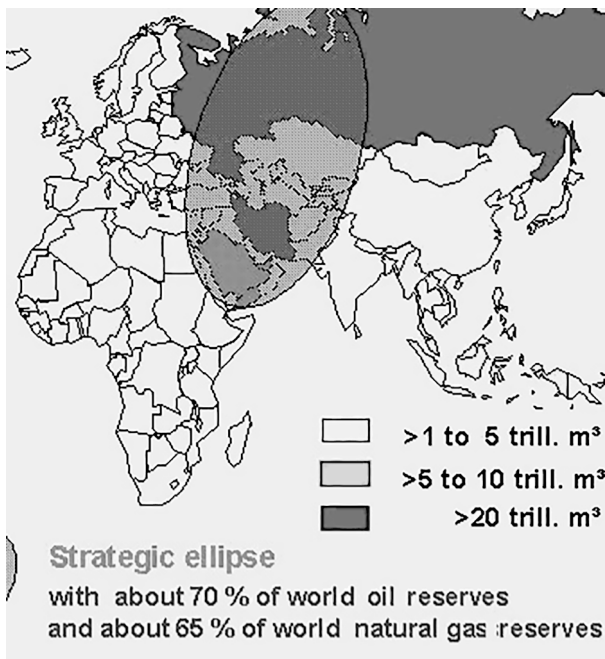 >1 to 5 trill. m³
>5 to 10 trill. m³
>20 trill. m³
Strategic ellipse
with about 70 % of world oil reserves
and about 65 % of world natural gas reserves